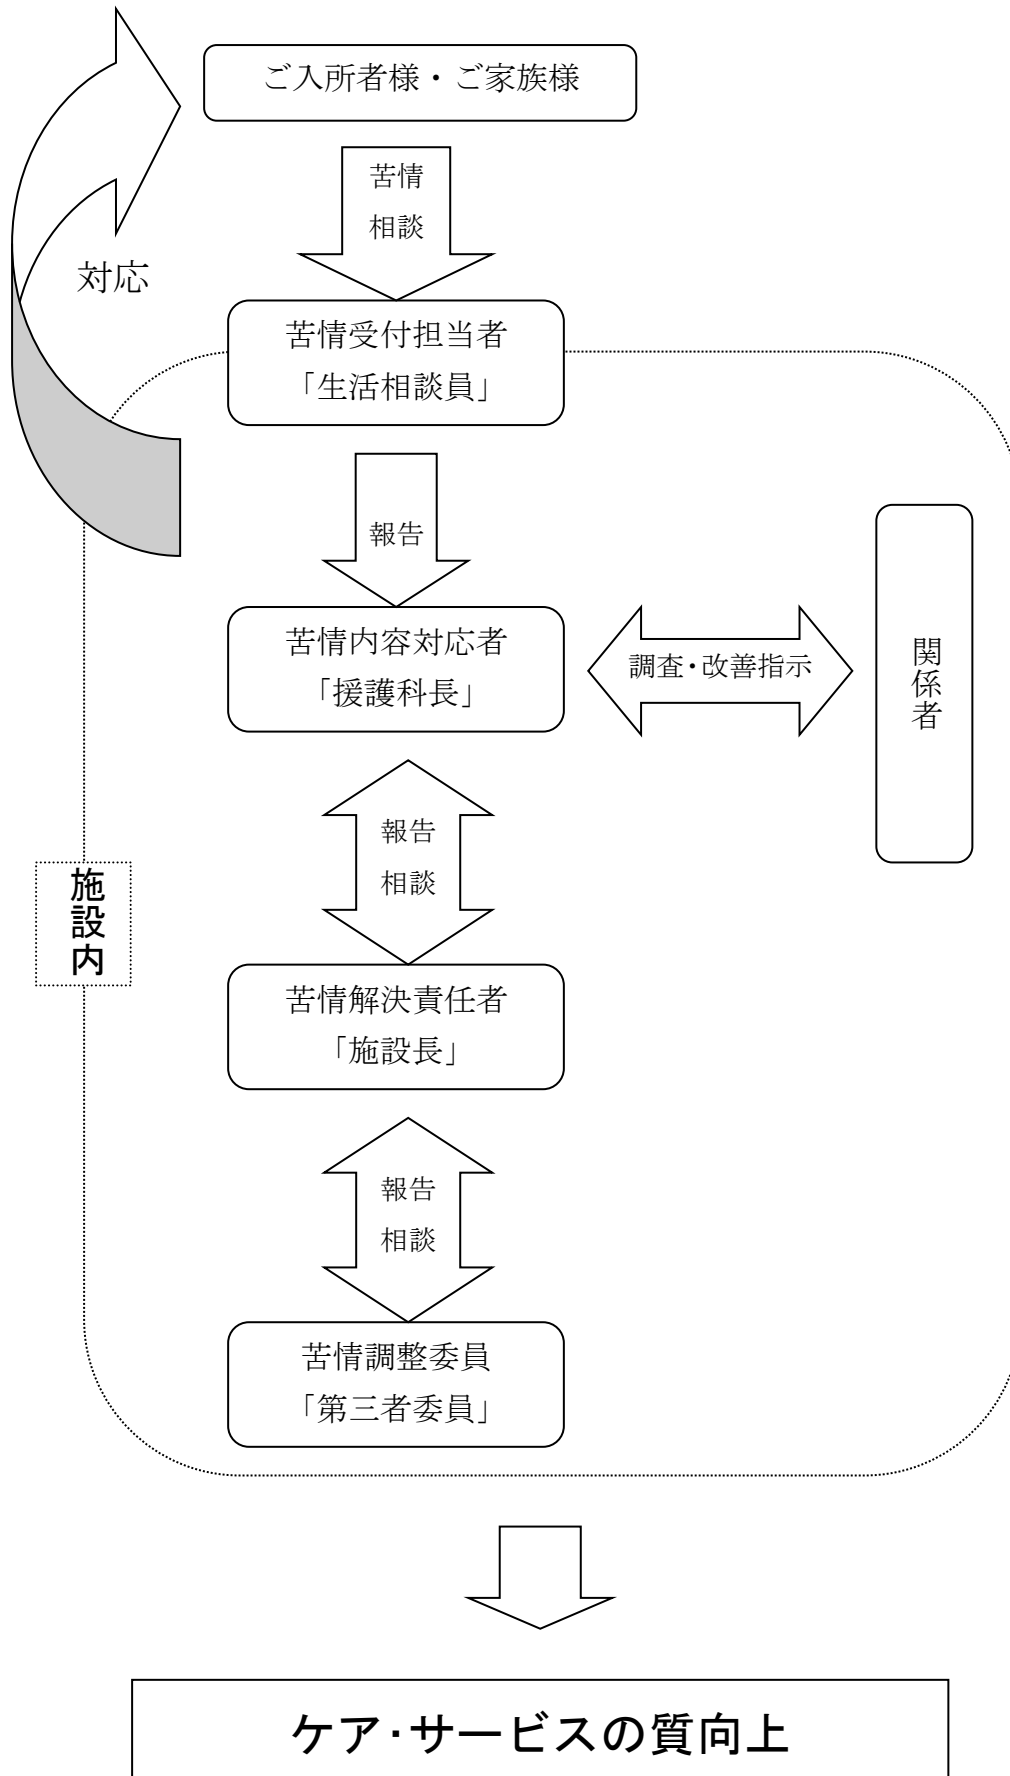 ご入所者様・ご家族様
苦情
相談
対応
苦情受付担当者
「生活相談員」
報告
苦情内容対応者
「援護科長」
調査・改善指示
関係者
報告
相談
施設内
苦情解決責任者
「施設長」
報告
相談
苦情調整委員
「第三者委員」
ケア・サービスの質向上